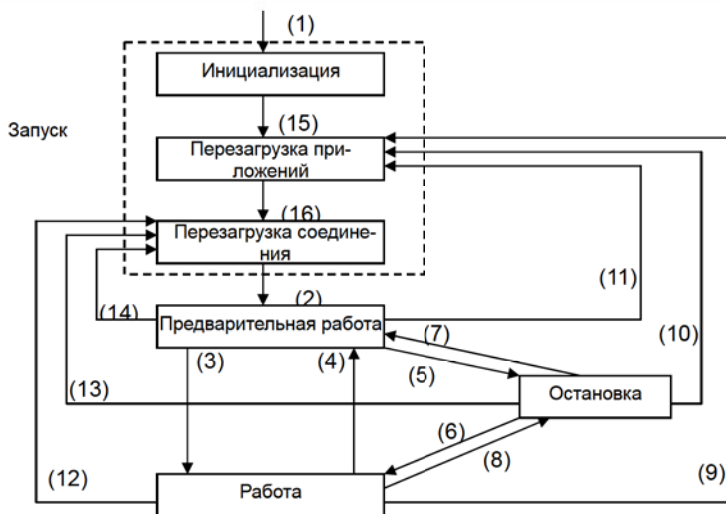 (1)
Инициализация
(15)
Запуск
Перезагрузка при-
ложений
(16)
Перезагрузка соедине-
ния
(11)
(14)
(2)
Предварительная работа
(10)
(7)
(3)
(4)
(5)
(13)
Остановка
(6)
(8)
(12)
(9)
Работа